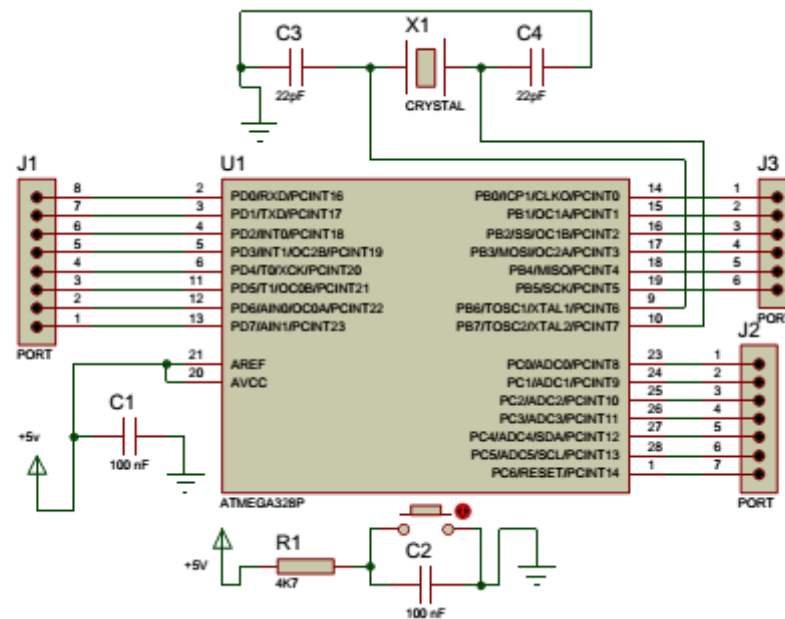 C3 X1 C4
22pF CRYSTAL 22pF
J1 U1 J3
8 2 PD0/RXD/PCINT16 PB0/ICP1/CLKO/PCINT0 14 1
7 3 PD1/TXD/PCINT17 PB1/OC1A/PCINT1 15 2
6 4 PD2/INT0/PCINT18 PB2/SS/OC1B/PCINT2 16 3
5 5 PD3/INT1/OC2B/PCINT19 PB3/MOSI/OC2A/PCINT3 17 4
4 6 PD4/T0/XCK/PCINT20 PB4/MISO/PCINT4 18 5
3 11 PD5/T1/OC0B/PCINT21 PB5/SCK/PCINT5 19 6
2 12 PD6/AIN0/OC0A/PCINT22 PB6/TOSC1/XTAL1/PCINT6 9
1 13 PD7/AIN1/PCINT23 PB7/TOSC2/XTAL2/PCINT7 10
PORT PORT
J2
21 AREF PC0/ADC0/PCINT8 23 1
20 AVCC PC1/ADC1/PCINT9 24 2
PC2/ADC2/PCINT10 25 3
C1 PC3/ADC3/PCINT11 26 4
+5v PC4/ADC4/SDA/PCINT12 27 5
PC5/ADC5/SCL/PCINT13 28 6
100 nF PC6/RESET/PCINT14 1 7
ATMEGA328P PORT
R1 C2
+5V 4K7
100 nF